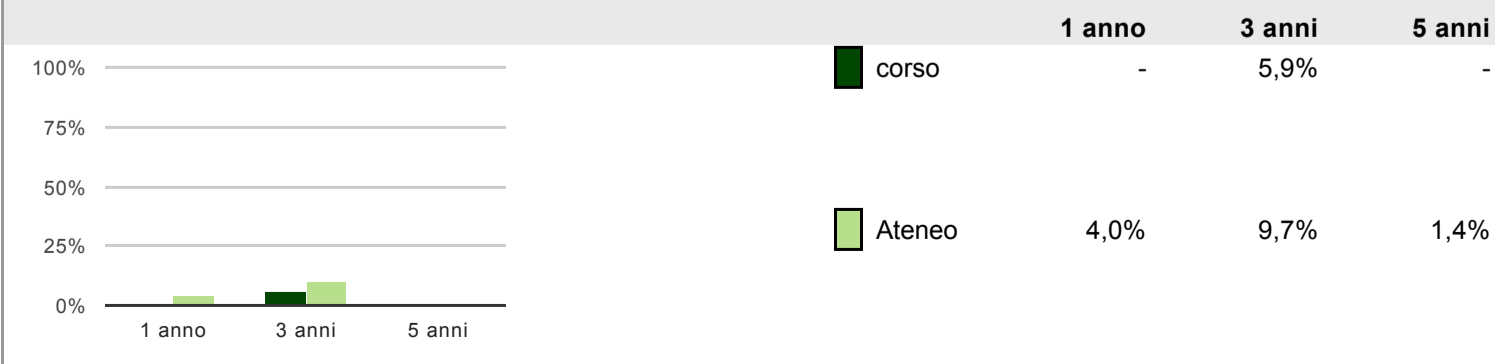 1 anno 3 anni 5 anni
100%
75%
50%
25%
0%
1 anno 3 anni 5 anni
corso - 5,9% -
Ateneo 4,0% 9,7% 1,4%